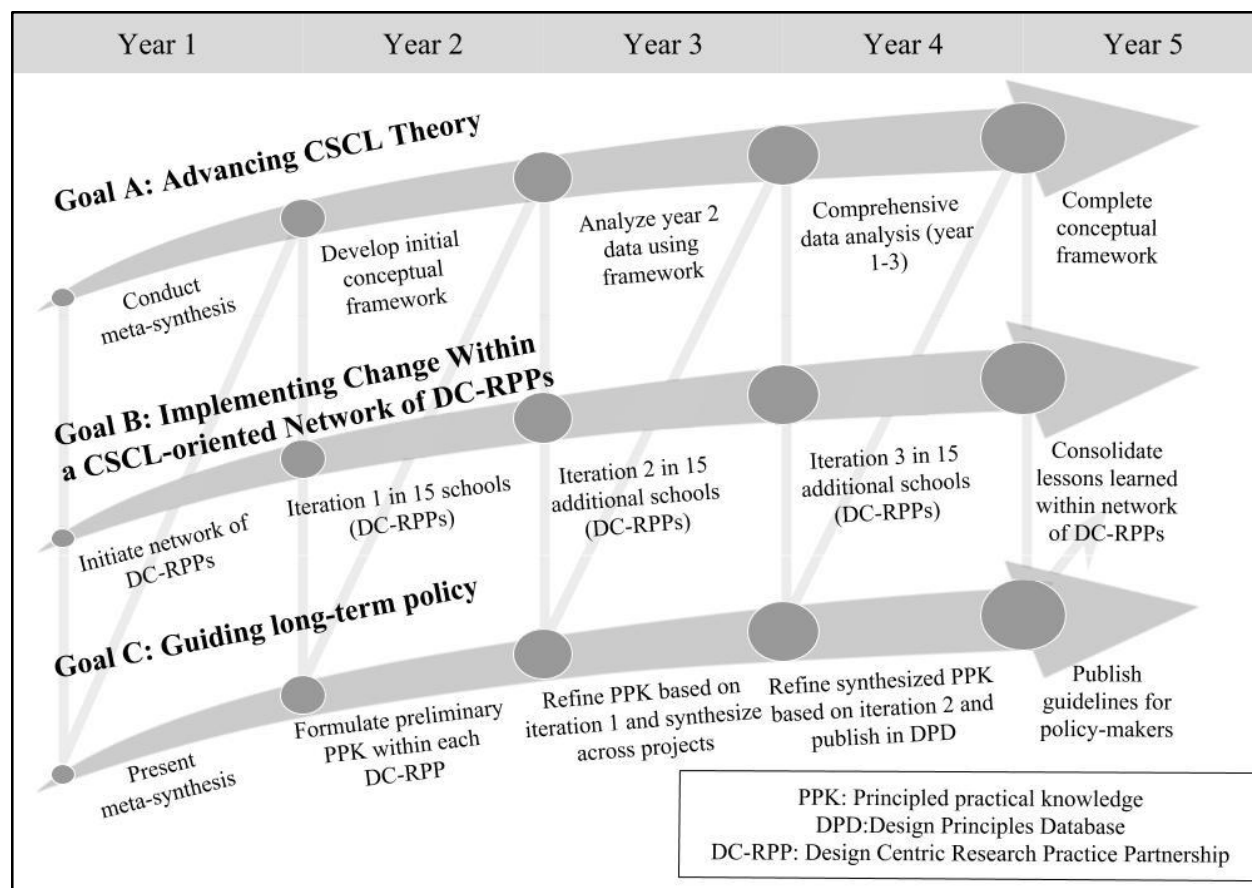 Year 1
Year 2
Year 3
Year 4
Year 5
Goal A: Advancing CSCL Theory
Conduct
meta-synthesis
Develop initial
conceptual
framework
Analyze year 2
data using
framework
Comprehensive
data analysis (year
1-3)
Complete
conceptual
framework
Goal B: Implementing Change Within
a CSCL-oriented Network of DC-RPPs
Initiate network of
DC-RPPs
Iteration 1 in 15 schools
(DC-RPPs)
Iteration 2 in 15
additional schools
(DC-RPPs)
Iteration 3 in 15
additional schools
(DC-RPPs)
Consolidate
lessons learned
within network
of DC-RPPs
Goal C: Guiding long-term policy
Present
meta-synthesis
Formulate preliminary
PPK within each
DC-RPP
Refine PPK based on
iteration 1 and synthesize
across projects
Refine synthesized PPK
based on iteration 2 and
publish in DPD
Publish
guidelines for
policy-makers
PPK: Principled practical knowledge
DPD:Design Principles Database
DC-RPP: Design Centric Research Practice Partnership